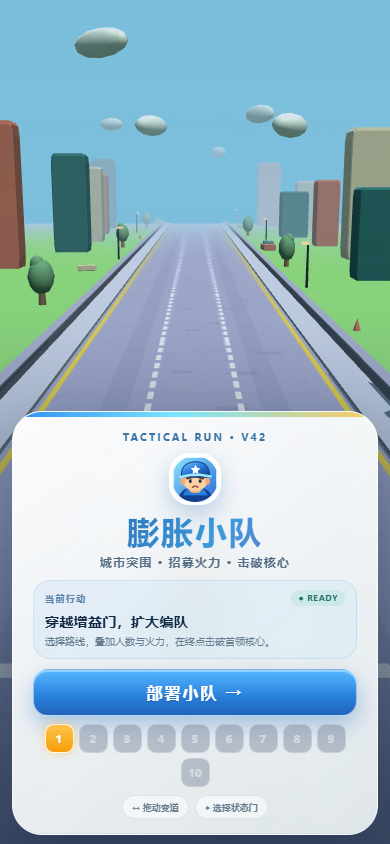 TACTICAL RUN • V42
膨胀小队
城市突围 • 招募火力 • 击破核心
当前行动
● READY
穿越增益门，扩大编队
选择路线，叠加人数与火力，在终点击破首领核心。
部署小队 →
1 2 3 4 5 6 7 8 9
10
↔ 拖动变道 ✦ 选择状态门